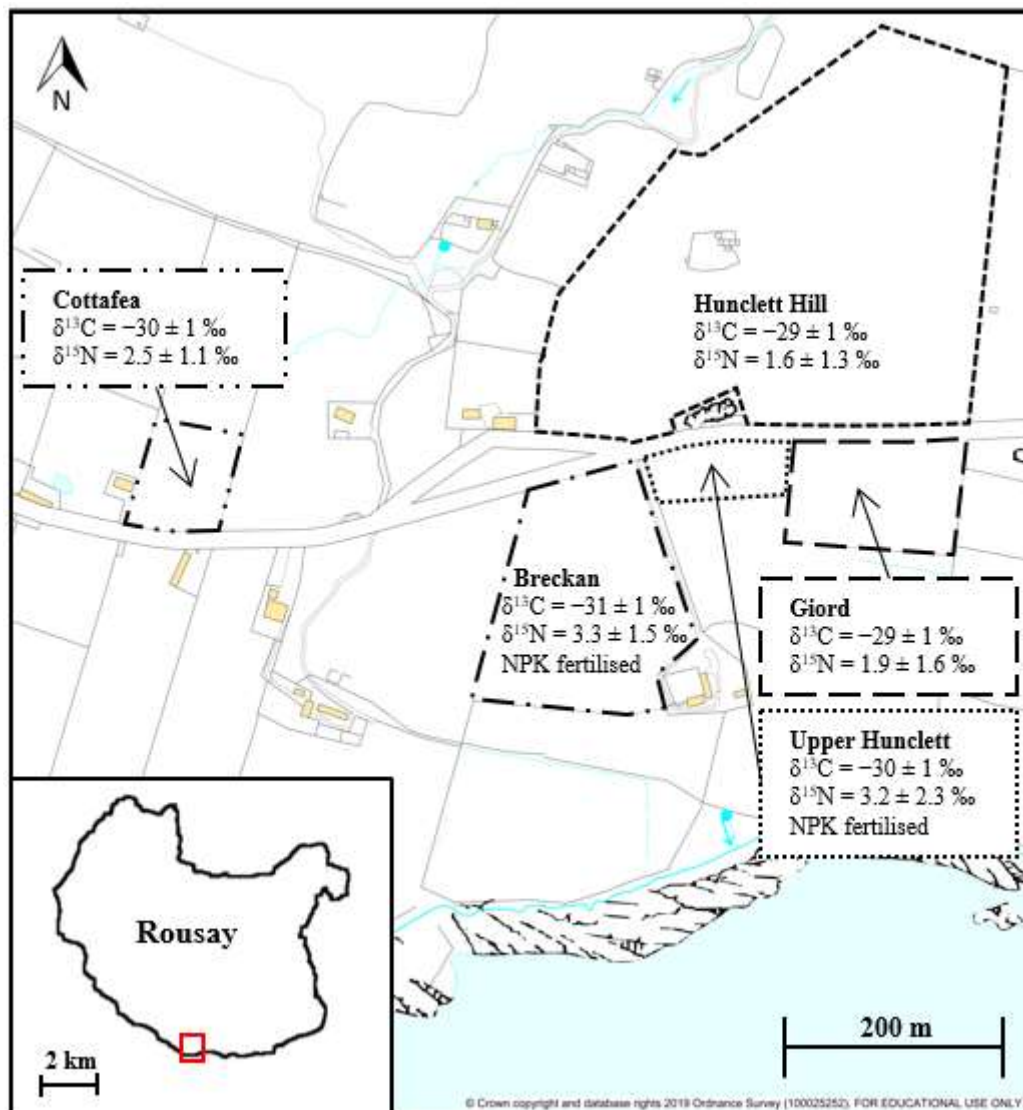 N
Cottafea
δ¹³C = −30 ± 1 ‰
δ¹⁵N = 2.5 ± 1.1 ‰
Hunclett Hill
δ¹³C = −29 ± 1 ‰
δ¹⁵N = 1.6 ± 1.3 ‰
Breckan
δ¹³C = −31 ± 1 ‰
δ¹⁵N = 3.3 ± 1.5 ‰
NPK fertilised
Giord
δ¹³C = −29 ± 1 ‰
δ¹⁵N = 1.9 ± 1.6 ‰
Upper Hunclett
δ¹³C = −30 ± 1 ‰
δ¹⁵N = 3.2 ± 2.3 ‰
NPK fertilised
Rousay
2 km
200 m
© Crown copyright and database rights 2019 Ordnance Survey (100025252). FOR EDUCATIONAL USE ONLY